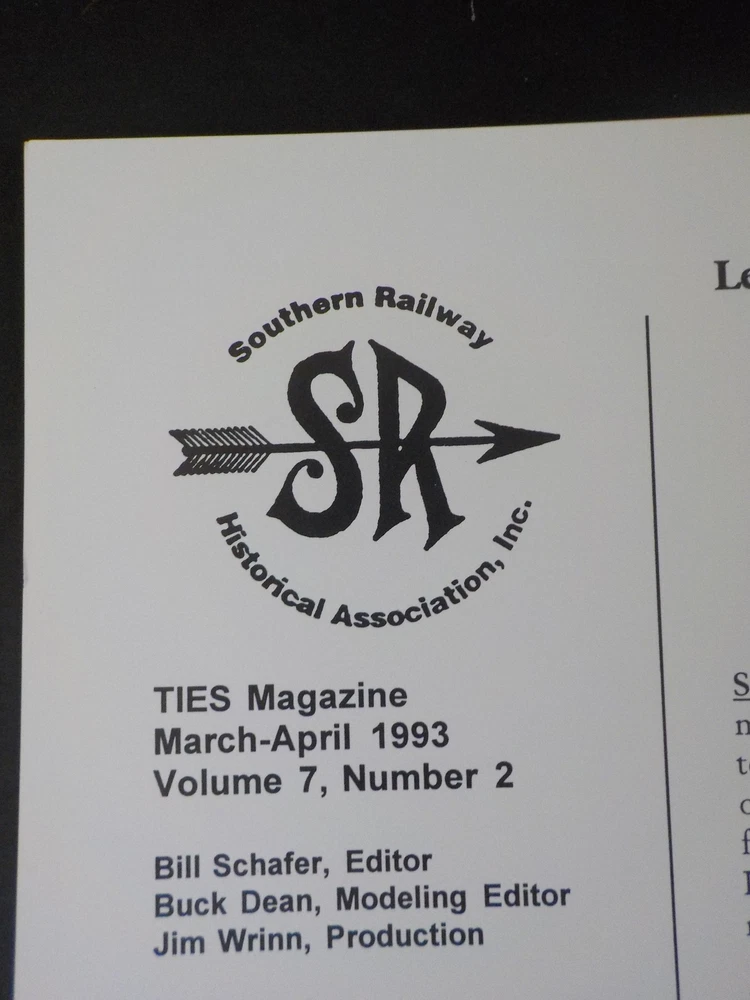 Southern Railway
SR
Historical Association, Inc.
TIES Magazine
March-April 1993
Volume 7, Number 2
Bill Schafer, Editor
Buck Dean, Modeling Editor
Jim Wrinn, Production